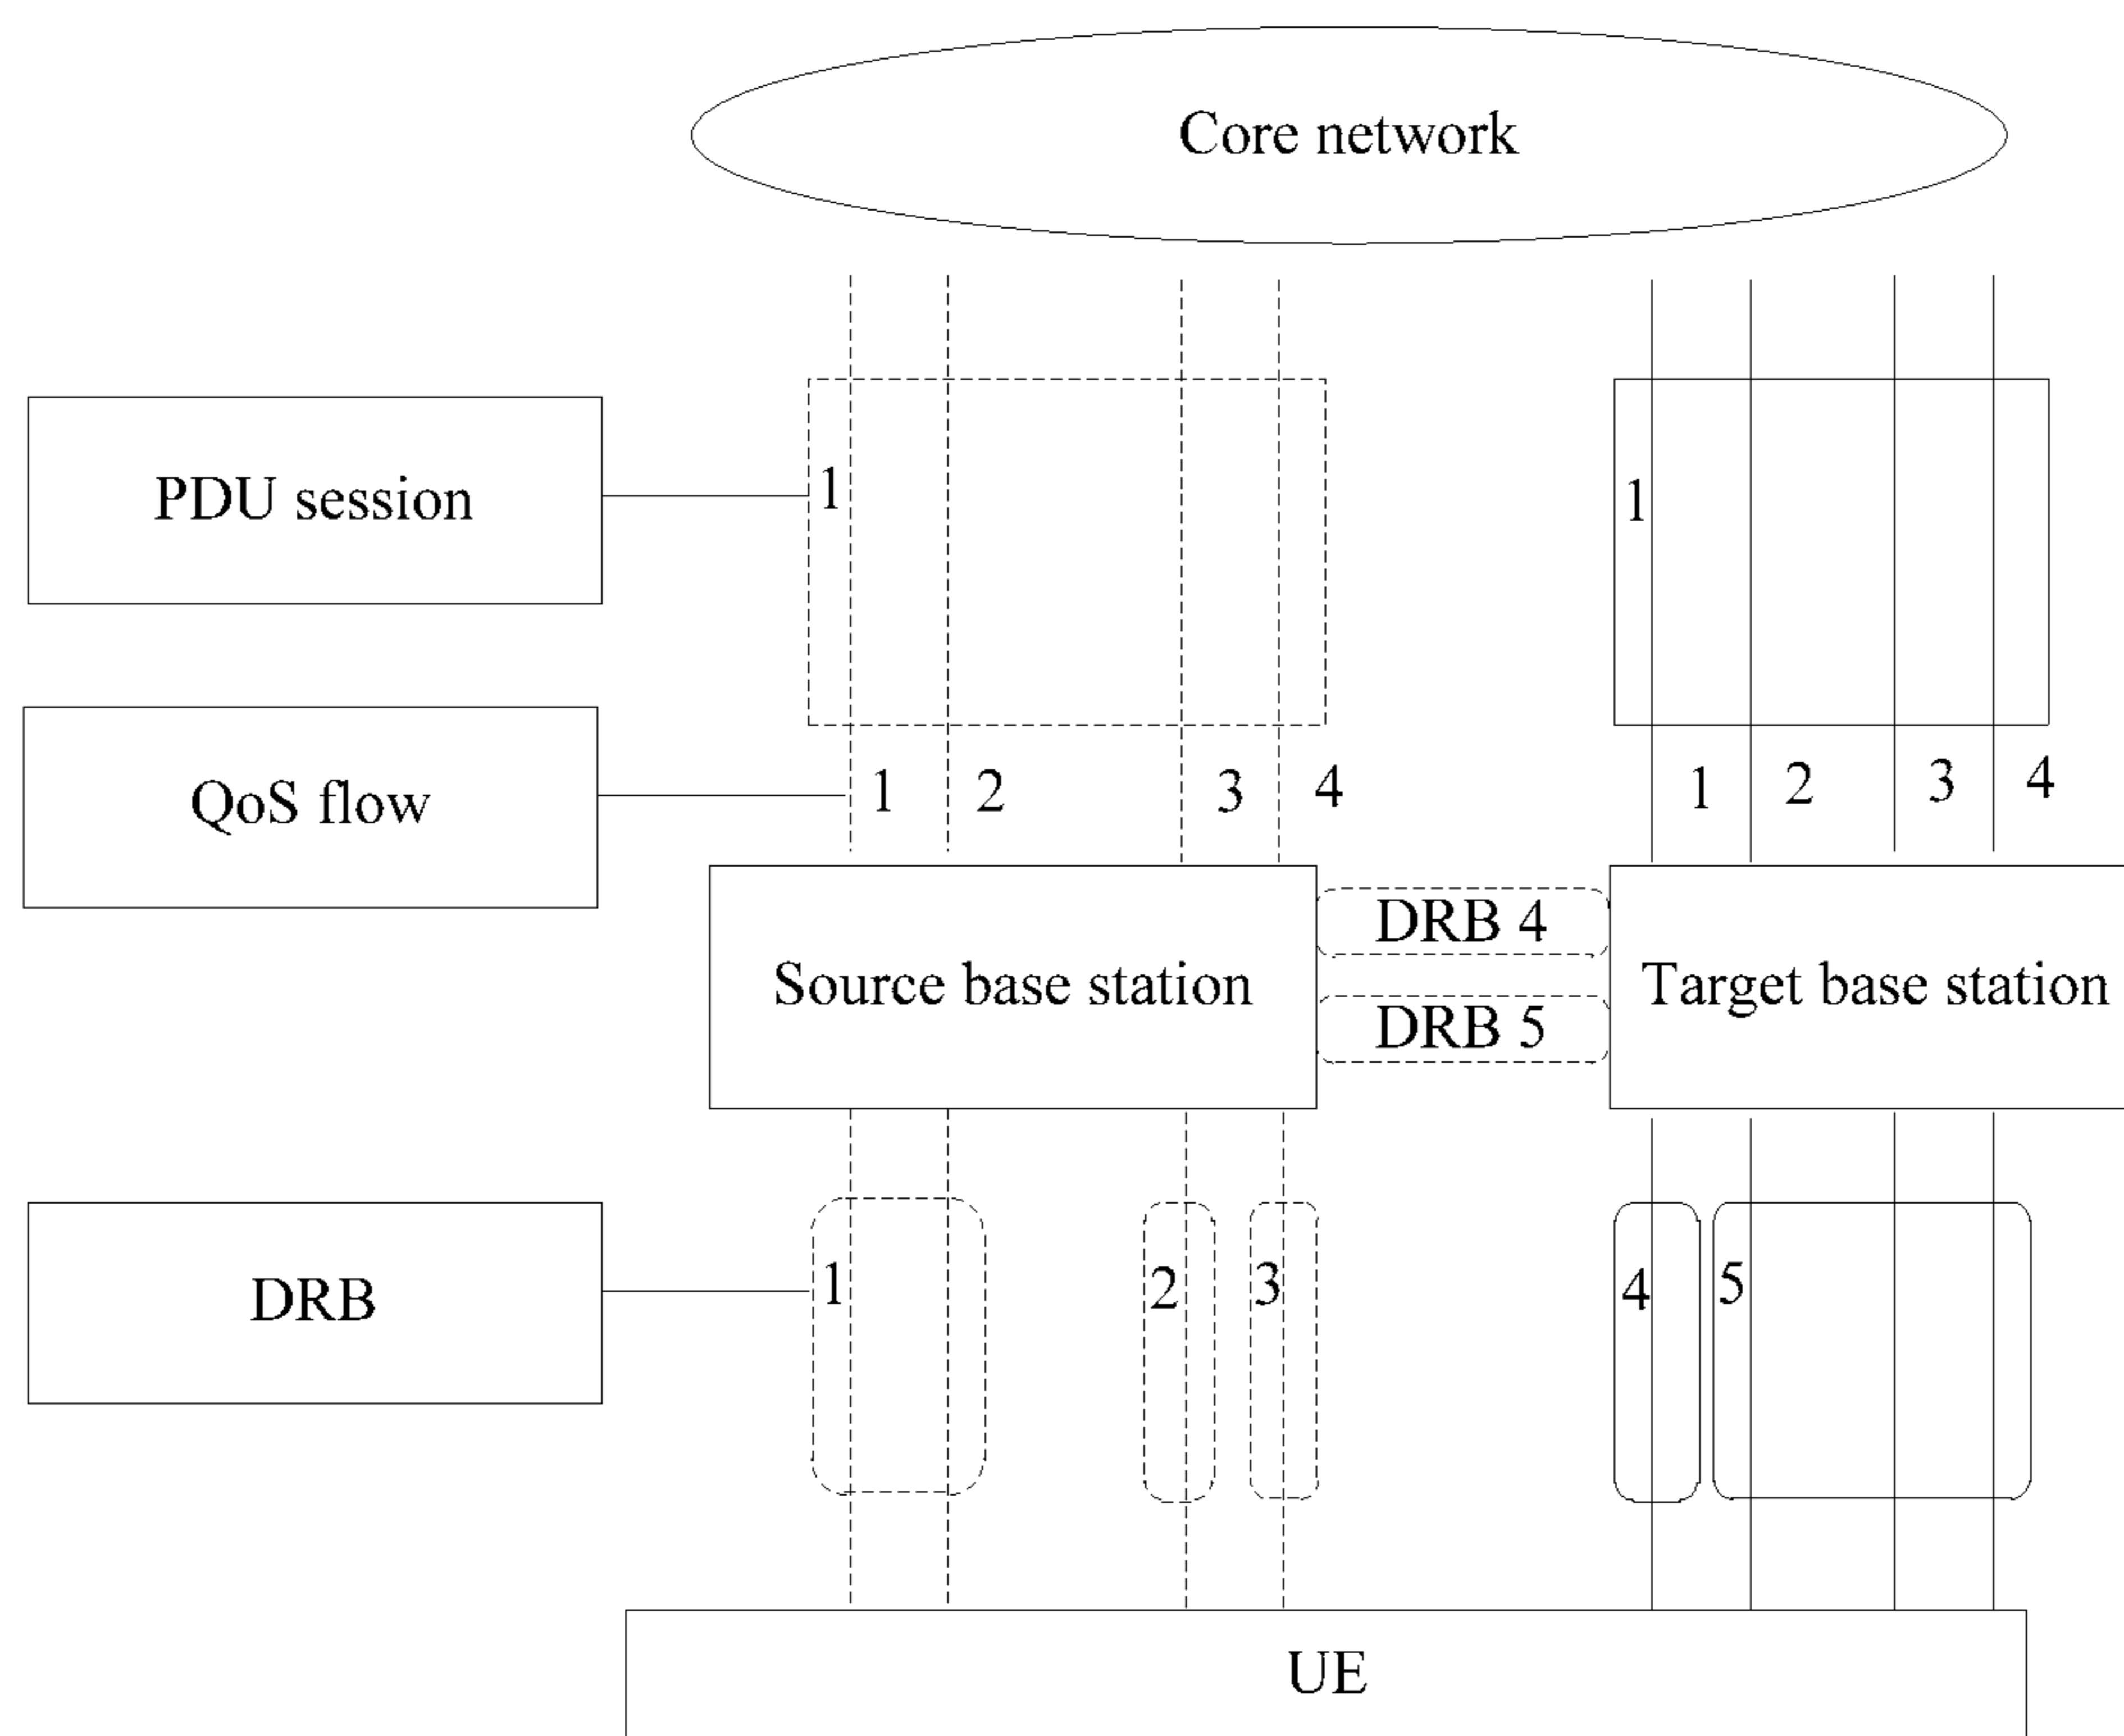 Core network
PDU session
1
1
QoS flow
1 2 3 4
1 2 3 4
DRB 4
Source base station
Target base station
DRB 5
DRB
1
2
3
4
5
UE